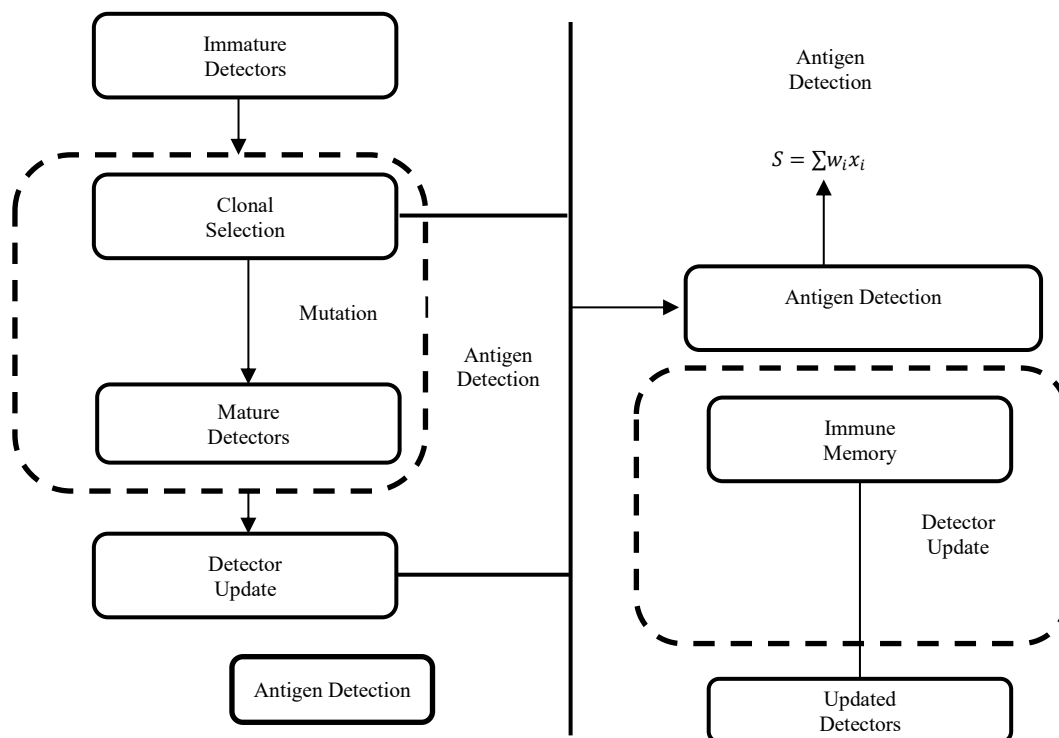 Immature
Detectors
Clonal
Selection
Mutation
Mature
Detectors
Detector
Update
Antigen Detection
Antigen
Detection
Antigen
Detection
S = ∑wᵢxᵢ
Antigen Detection
Immune
Memory
Detector
Update
Updated
Detectors